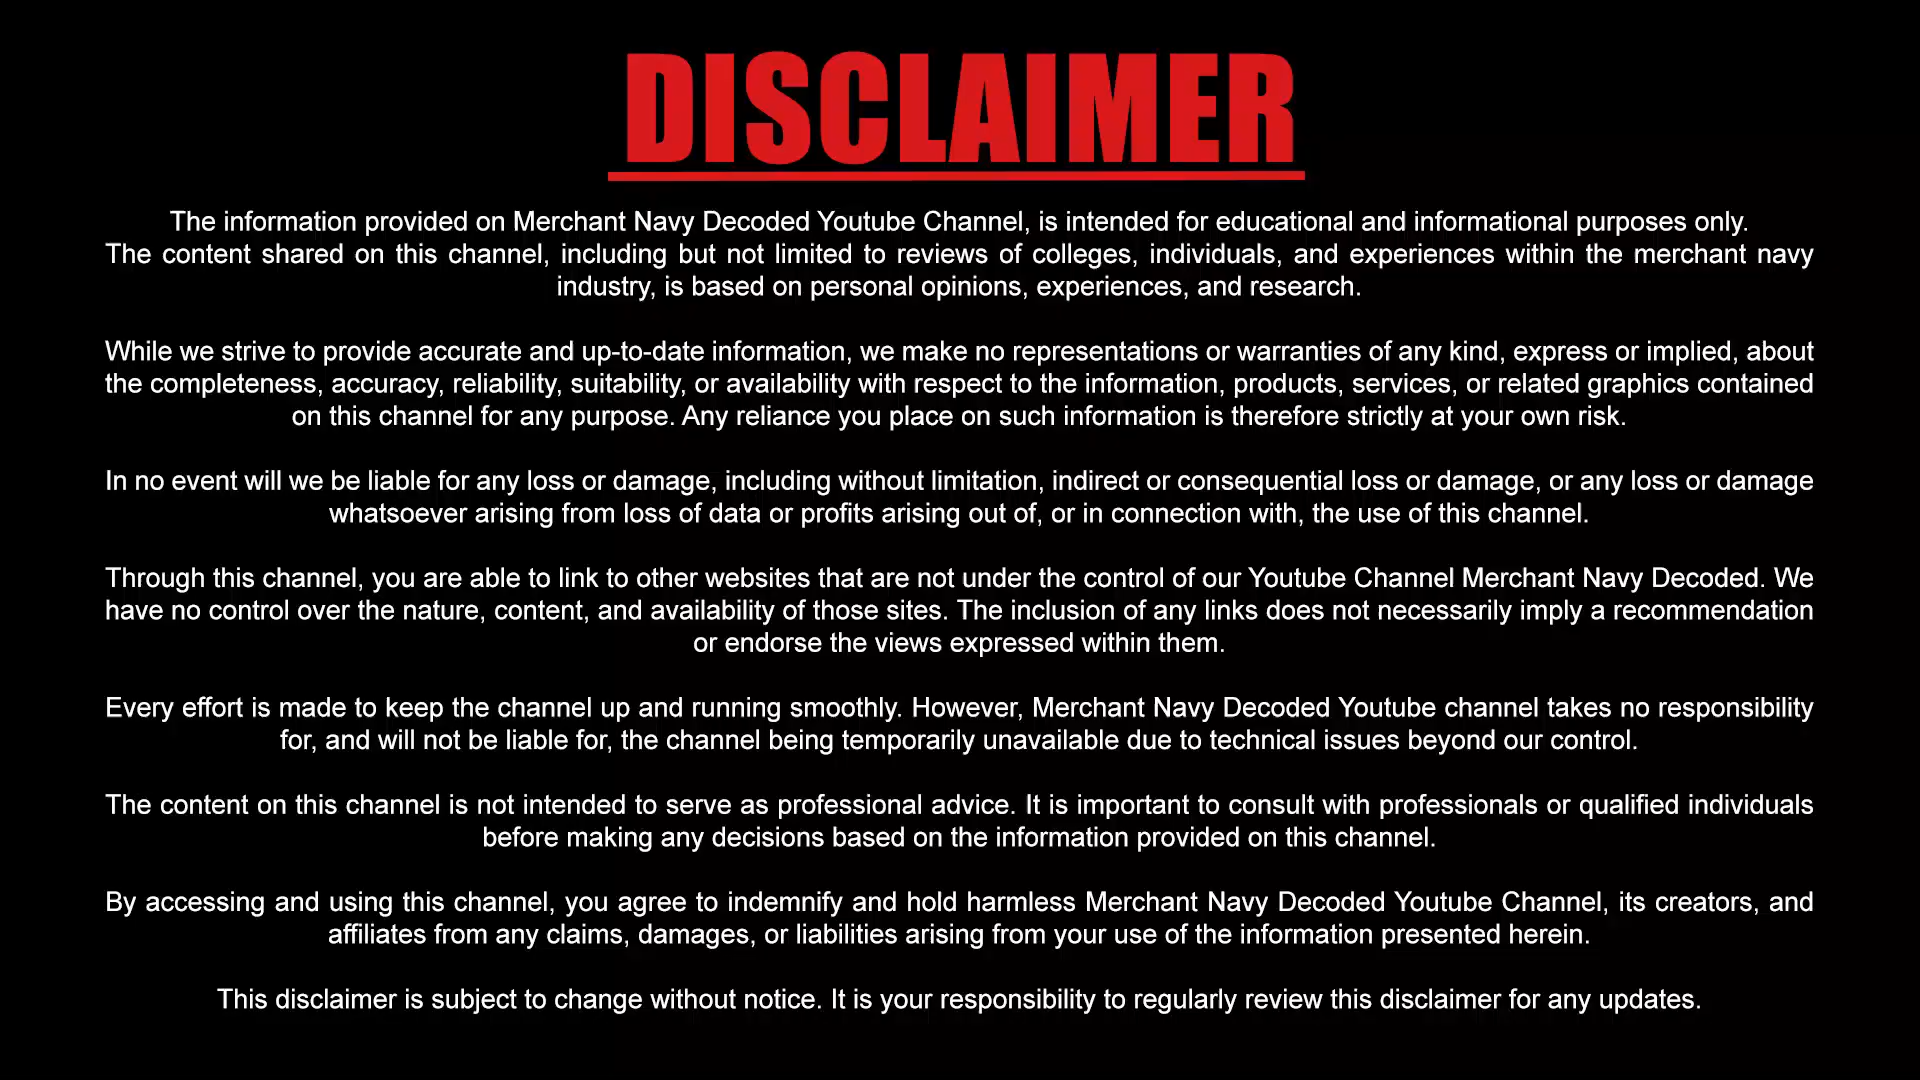 DISCLAIMER
The information provided on Merchant Navy Decoded Youtube Channel, is intended for educational and informational purposes only.
The content shared on this channel, including but not limited to reviews of colleges, individuals, and experiences within the merchant navy
industry, is based on personal opinions, experiences, and research.
While we strive to provide accurate and up-to-date information, we make no representations or warranties of any kind, express or implied, about
the completeness, accuracy, reliability, suitability, or availability with respect to the information, products, services, or related graphics contained
on this channel for any purpose. Any reliance you place on such information is therefore strictly at your own risk.
In no event will we be liable for any loss or damage, including without limitation, indirect or consequential loss or damage, or any loss or damage
whatsoever arising from loss of data or profits arising out of, or in connection with, the use of this channel.
Through this channel, you are able to link to other websites that are not under the control of our Youtube Channel Merchant Navy Decoded. We
have no control over the nature, content, and availability of those sites. The inclusion of any links does not necessarily imply a recommendation
or endorse the views expressed within them.
Every effort is made to keep the channel up and running smoothly. However, Merchant Navy Decoded Youtube channel takes no responsibility
for, and will not be liable for, the channel being temporarily unavailable due to technical issues beyond our control.
The content on this channel is not intended to serve as professional advice. It is important to consult with professionals or qualified individuals
before making any decisions based on the information provided on this channel.
By accessing and using this channel, you agree to indemnify and hold harmless Merchant Navy Decoded Youtube Channel, its creators, and
affiliates from any claims, damages, or liabilities arising from your use of the information presented herein.
This disclaimer is subject to change without notice. It is your responsibility to regularly review this disclaimer for any updates.